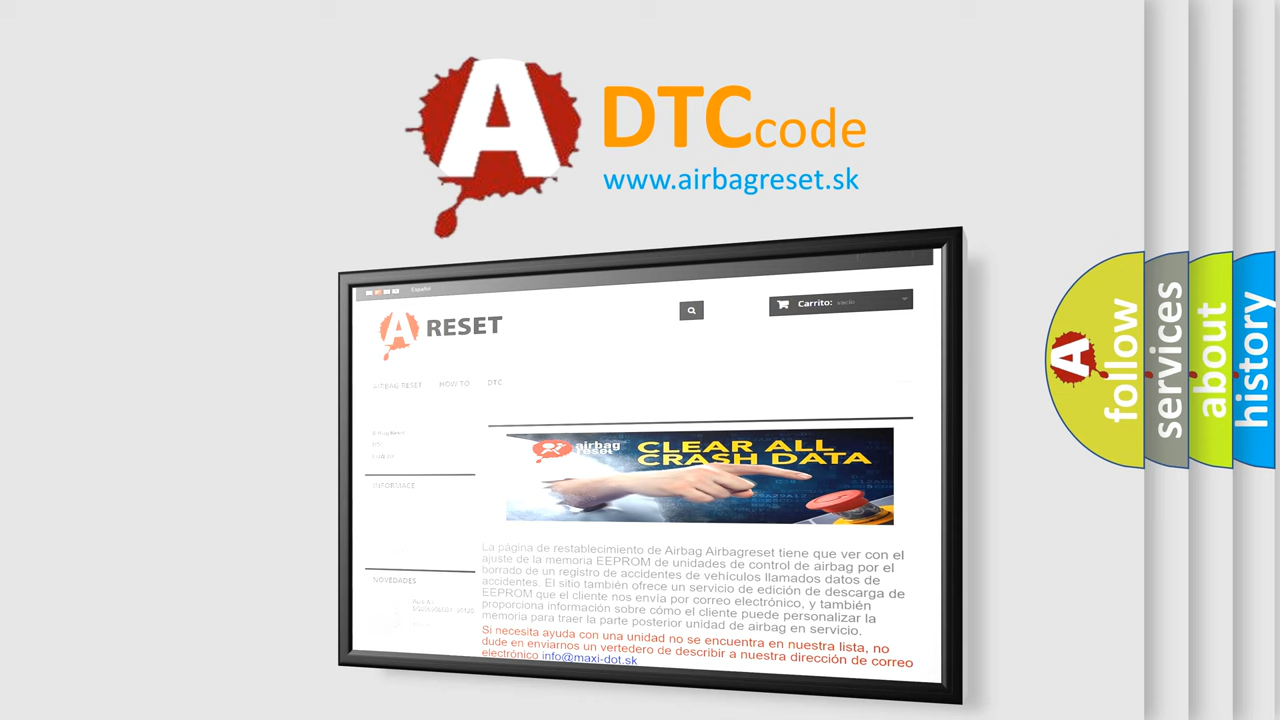 A DTC code
www.airbagreset.sk
Español
A RESET
Carrito: vacío
AIRBAG RESET HOW TO DTC
INFORMACE
NOVEDADES
airbag
reset
CLEAR ALL
CRASH DATA
La página de restablecimiento de Airbag Airbagreset tiene que ver con el
ajuste de la memoria EEPROM de unidades de control de airbag por el
borrado de un registro de accidentes de vehículos llamados datos de
accidentes. El sitio también ofrece un servicio de edición de descarga de
EEPROM que el cliente nos envía por correo electrónico, y también
proporciona información sobre cómo el cliente puede personalizar la
memoria para traer la parte posterior unidad de airbag en servicio.
Si necesita ayuda con una unidad no se encuentra en nuestra lista, no
dude en enviarnos un vertedero de describir a nuestra dirección de correo
electrónico info@maxi-dot.sk
A follow
services
about
history